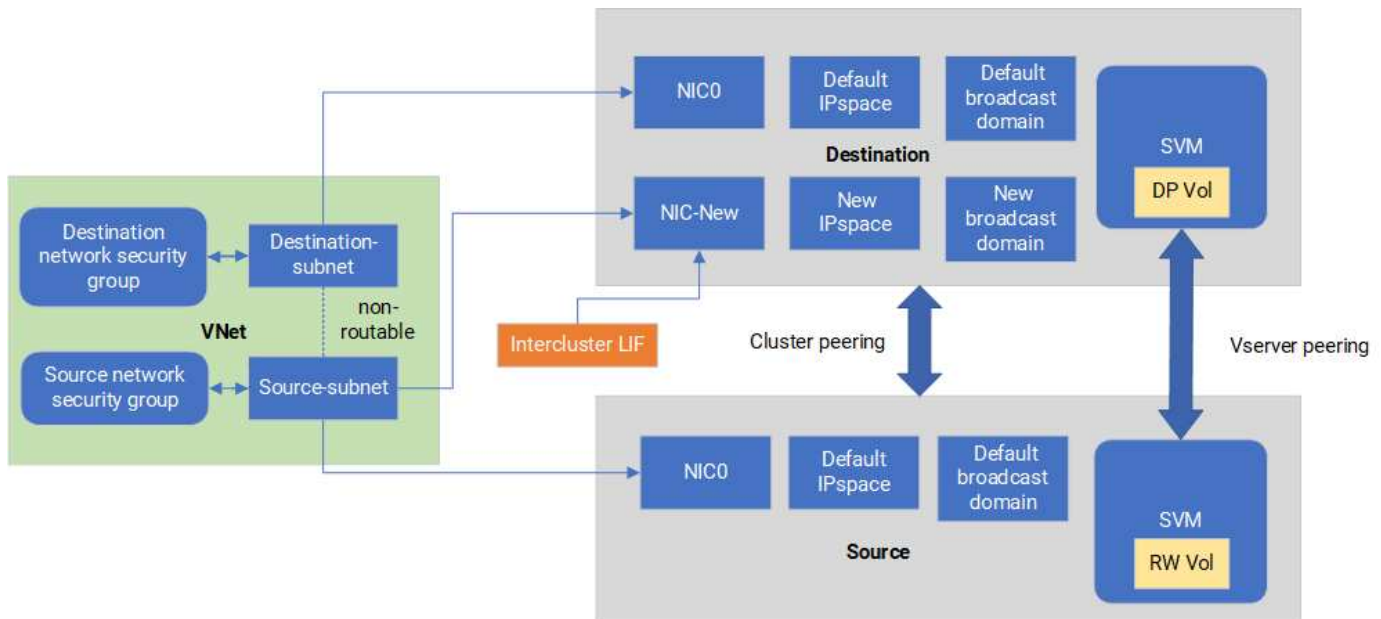 NIC0
Default
IPspace
Default
broadcast
domain
SVM
DP Vol
Destination
NIC-New
New
IPspace
New
broadcast
domain
Destination
network security
group
Destination-
subnet
VNet
non-
routable
Source network
security group
Source-subnet
Intercluster LIF
Cluster peering
Vserver peering
NIC0
Default
IPspace
Default
broadcast
domain
SVM
RW Vol
Source